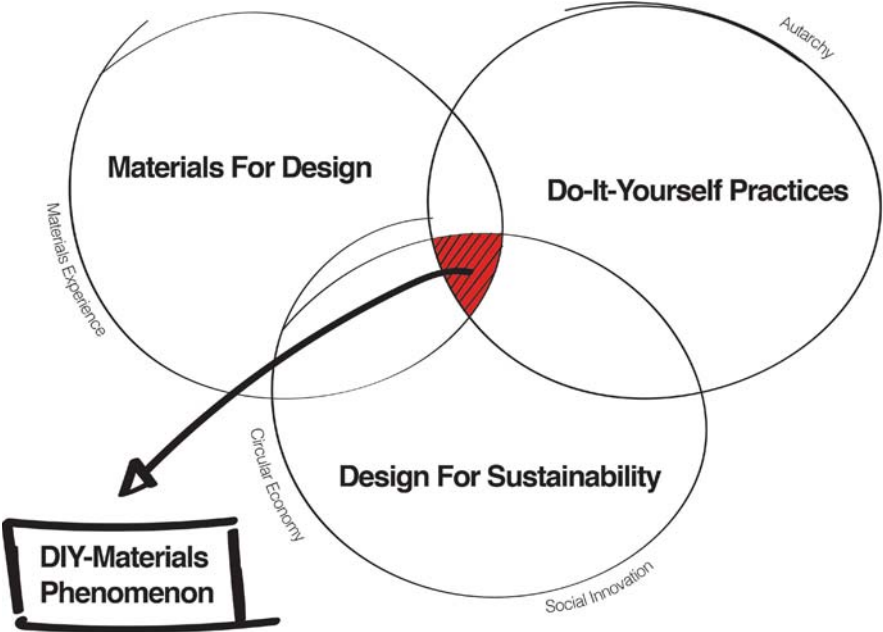 Autarchy
Materials For Design
Do-It-Yourself Practices
Materials Experience
Circular Economy
Design For Sustainability
DIY-Materials
Phenomenon
Social Innovation